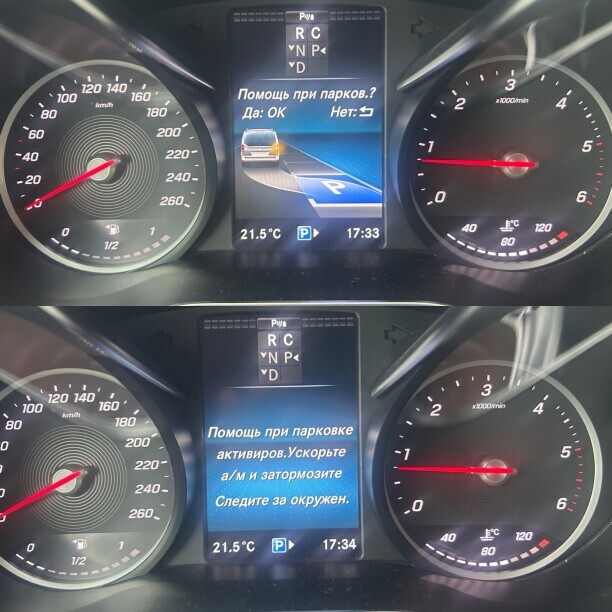 Рша
R C
N P
D
Помощь при парков.?
Да: OK Нет:
P
21.5°C P 17:33
km/h
0 20 40 60 80 100 120 140 160 180 200 220 240 260
0 1/2 1
0 1 2 3 4 5 6
x1000/min
40 80 120
°C
R C
N P
D
Помощь при парковке
активиров.Ускорьте
а/м и затормозите
Следите за окружен.
21.5°C P 17:34
km/h
80 100 120 140 160 180 200 220 240 260
0 1/2 1
0 1 2 3 4 5 6
x1000/min
40 80 120
°C